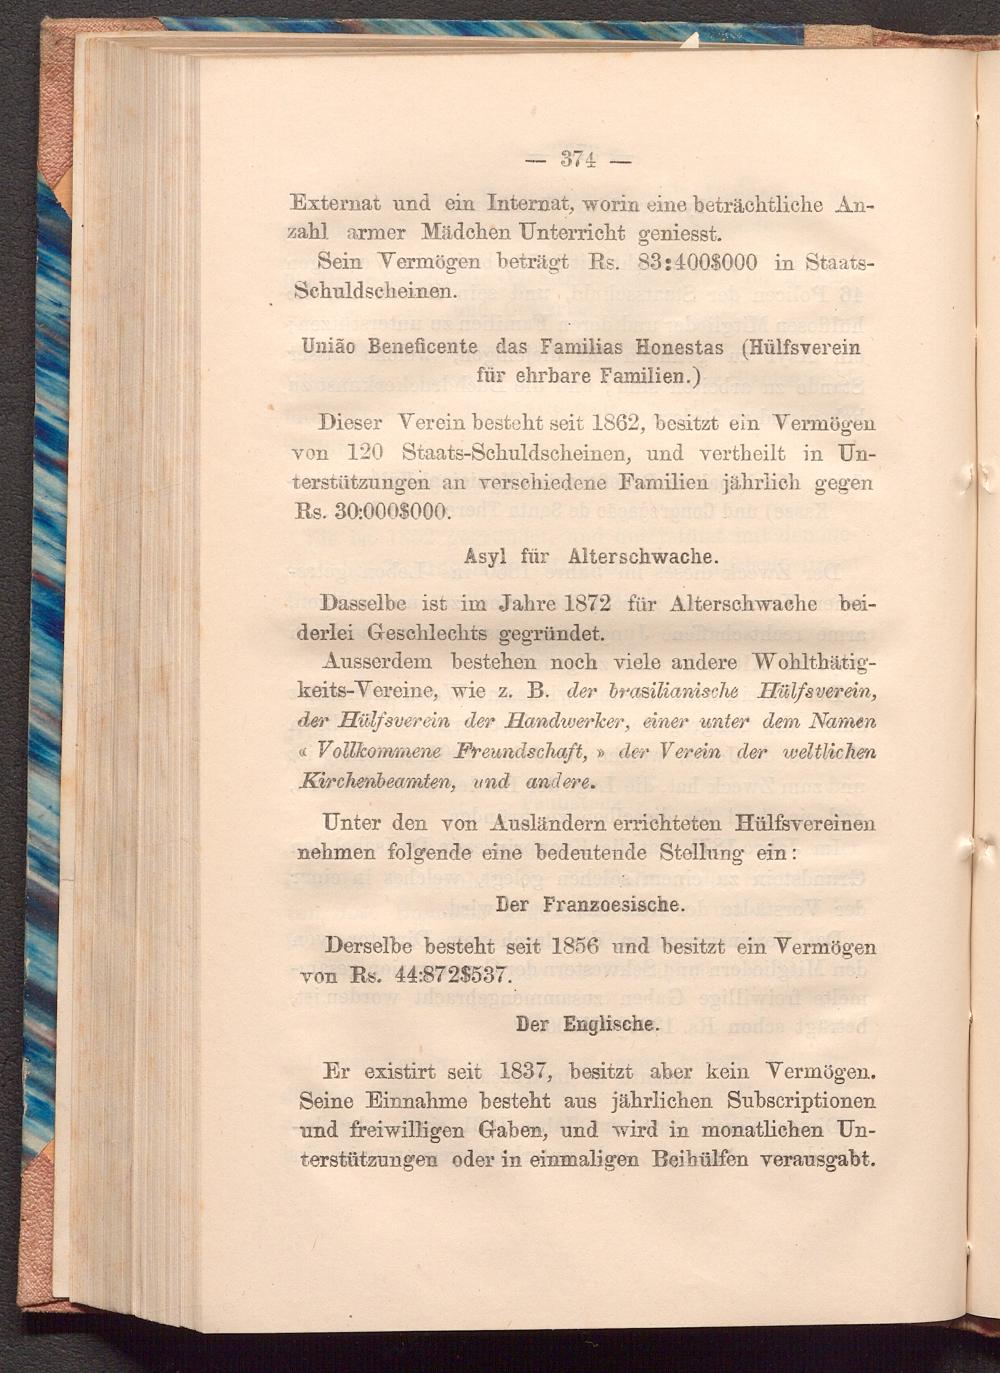 — 374 —
Externat und ein Internat, worin eine beträchtliche An-
zahl armer Mädchen Unterricht geniesst.
Sein Vermögen beträgt Rs. 83:400$000 in Staats-
Schuldscheinen.
União Beneficente das Familias Honestas (Hülfsverein
für ehrbare Familien.)
Dieser Verein besteht seit 1862, besitzt ein Vermögen
von 120 Staats-Schuldscheinen, und vertheilt in Un-
terstützungen an verschiedene Familien jährlich gegen
Rs. 30:000$000.
Asyl für Alterschwache.
Dasselbe ist im Jahre 1872 für Alterschwache bei-
derlei Geschlechts gegründet.
Ausserdem bestehen noch viele andere Wohlthätig-
keits-Vereine, wie z. B. der brasilianische Hülfsverein,
der Hülfsverein der Handwerker, einer unter dem Namen
« Vollkommene Freundschaft, » der Verein der weltlichen
Kirchenbeamten, und andere.
Unter den von Ausländern errichteten Hülfsvereinen
nehmen folgende eine bedeutende Stellung ein:
Der Franzoesische.
Derselbe besteht seit 1856 und besitzt ein Vermögen
von Rs. 44:872$537.
Der Englische.
Er existirt seit 1837, besitzt aber kein Vermögen.
Seine Einnahme besteht aus jährlichen Subscriptionen
und freiwilligen Gaben, und wird in monatlichen Un-
terstützungen oder in einmaligen Beihülfen verausgabt.